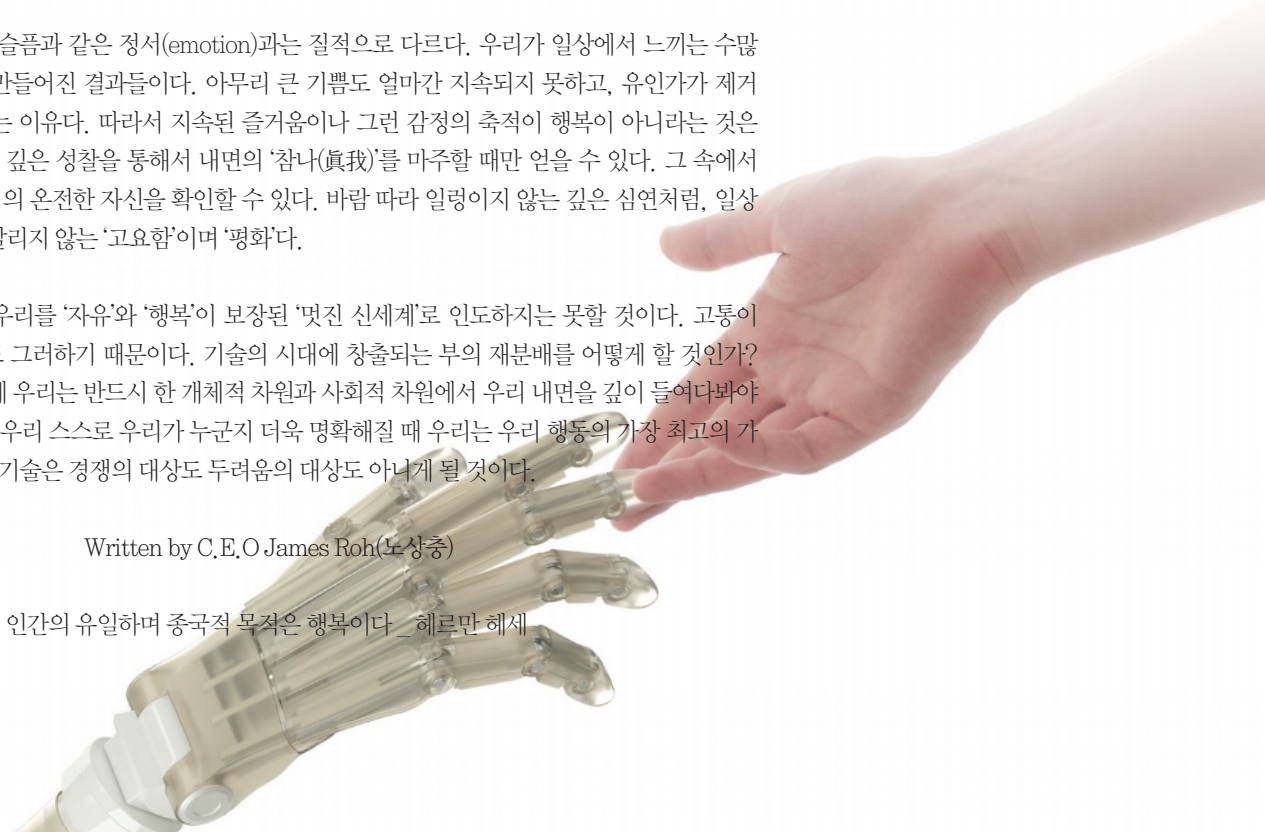 슬픔과 같은 정서(emotion)과는 질적으로 다르다. 우리가 일상에서 느끼는 수많
만들어진 결과들이다. 아무리 큰 기쁨도 얼마간 지속되지 못하고, 유인가가 제거
는 이유다. 따라서 지속된 즐거움이나 그런 감정의 축적이 행복이 아니라는 것은
깊은 성찰을 통해서 내면의 ‘참나(眞我)’를 마주할 때만 얻을 수 있다. 그 속에서
의 온전한 자신을 확인할 수 있다. 바람 따라 일렁이지 않는 깊은 심연처럼, 일상
말리지 않는 ‘고요함’이며 ‘평화’다.
우리를 ‘자유’와 ‘행복’이 보장된 ‘멋진 신세계’로 인도하지는 못할 것이다. 고통이
그러하기 때문이다. 기술의 시대에 창출되는 부의 재분배를 어떻게 할 것인가?
우리는 반드시 한 개체적 차원과 사회적 차원에서 우리 내면을 깊이 들여다봐야
우리 스스로 우리가 누군지 더욱 명확해질 때 우리는 우리 행동의 가장 최고의 가
기술은 경쟁의 대상도 두려움의 대상도 아니게 될 것이다.
Written by C.E.O James Roh(노상충)
인간의 유일하며 종국적 목적은 행복이다 _ 헤르만 헤세